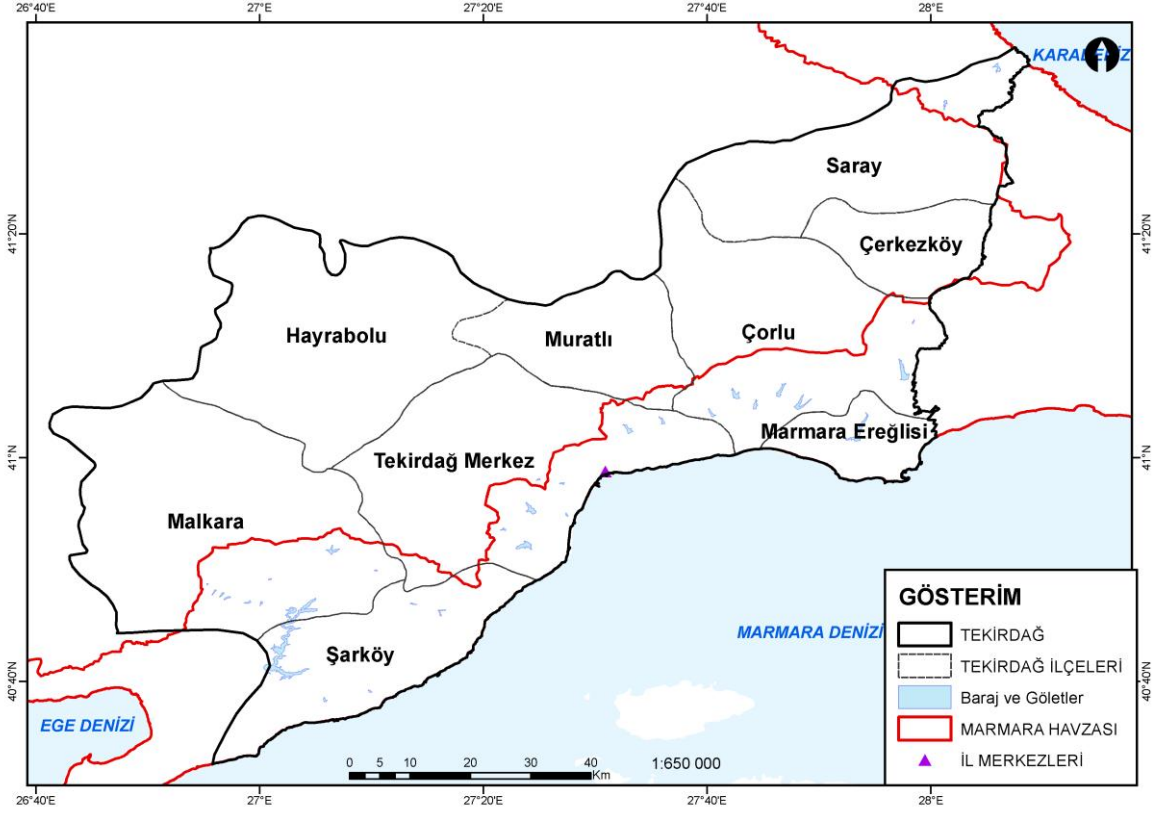 26°40'E
27°E
27°20'E
27°40'E
28°E
KARADENİZ
41°20'N
41°20'N
Saray
Çerkezköy
Hayrabolu
Muratlı
Çorlu
Marmara Ereğlisi
41°N
41°N
Tekirdağ Merkez
Malkara
Şarköy
MARMARA DENİZİ
EGE DENİZİ
40°40'N
40°40'N
GÖSTERİM
TEKİRDAĞ
TEKİRDAĞ İLÇELERİ
Baraj ve Göletler
MARMARA HAVZASI
İL MERKEZLERİ
0 5 10 20 30 40
Km
1:650 000
26°40'E
27°E
27°20'E
27°40'E
28°E